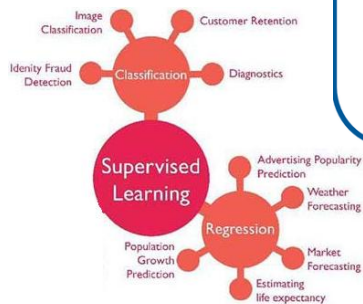 Image
Classification
Customer Retention
Idenity Fraud
Detection
Classification
Diagnostics
Supervised
Learning
Advertising Popularity
Prediction
Weather
Forecasting
Regression
Population
Growth
Prediction
Market
Forecasting
Estimating
life expectancy